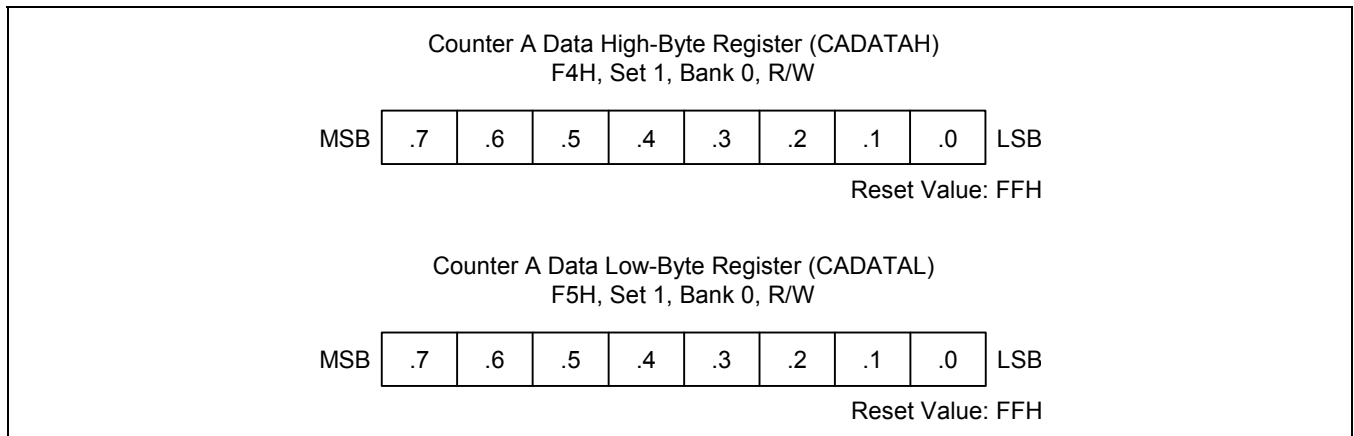 Counter A Data High-Byte Register (CADATAH)
F4H, Set 1, Bank 0, R/W
MSB .7 .6 .5 .4 .3 .2 .1 .0 LSB
Reset Value: FFH
Counter A Data Low-Byte Register (CADATAL)
F5H, Set 1, Bank 0, R/W
MSB .7 .6 .5 .4 .3 .2 .1 .0 LSB
Reset Value: FFH